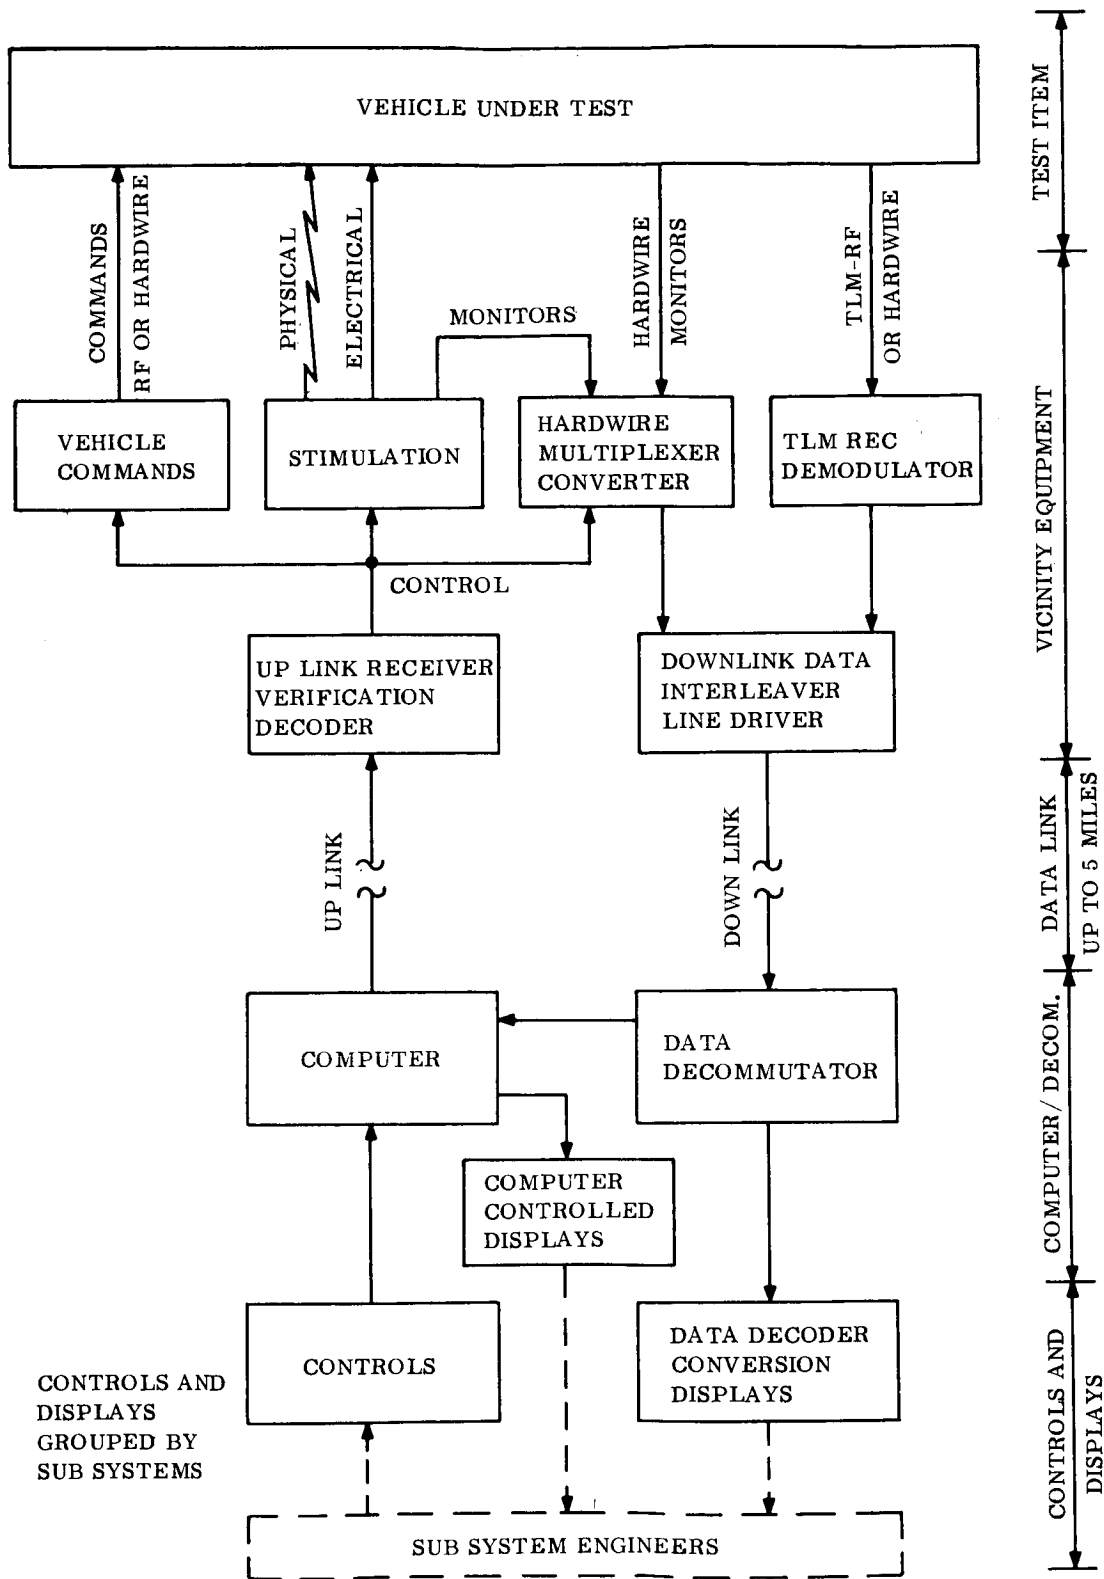 VEHICLE UNDER TEST
TEST ITEM
COMMANDS
RF OR HARDWIRE
PHYSICAL
ELECTRICAL
MONITORS
HARDWIRE
MONITORS
TLM-RF
OR HARDWIRE
VEHICLE
COMMANDS
STIMULATION
HARDWIRE
MULTIPLEXER
CONVERTER
TLM REC
DEMODULATOR
VICINITY EQUIPMENT
CONTROL
UP LINK RECEIVER
VERIFICATION
DECODER
DOWNLINK DATA
INTERLEAVER
LINE DRIVER
UP LINK
DOWN LINK
DATA LINK
UP TO 5 MILES
COMPUTER
DATA
DECOMMUTATOR
COMPUTER/DECOM.
COMPUTER
CONTROLLED
DISPLAYS
CONTROLS
DATA DECODER
CONVERSION
DISPLAYS
CONTROLS AND
DISPLAYS
CONTROLS AND
DISPLAYS
GROUPED BY
SUB SYSTEMS
SUB SYSTEM ENGINEERS